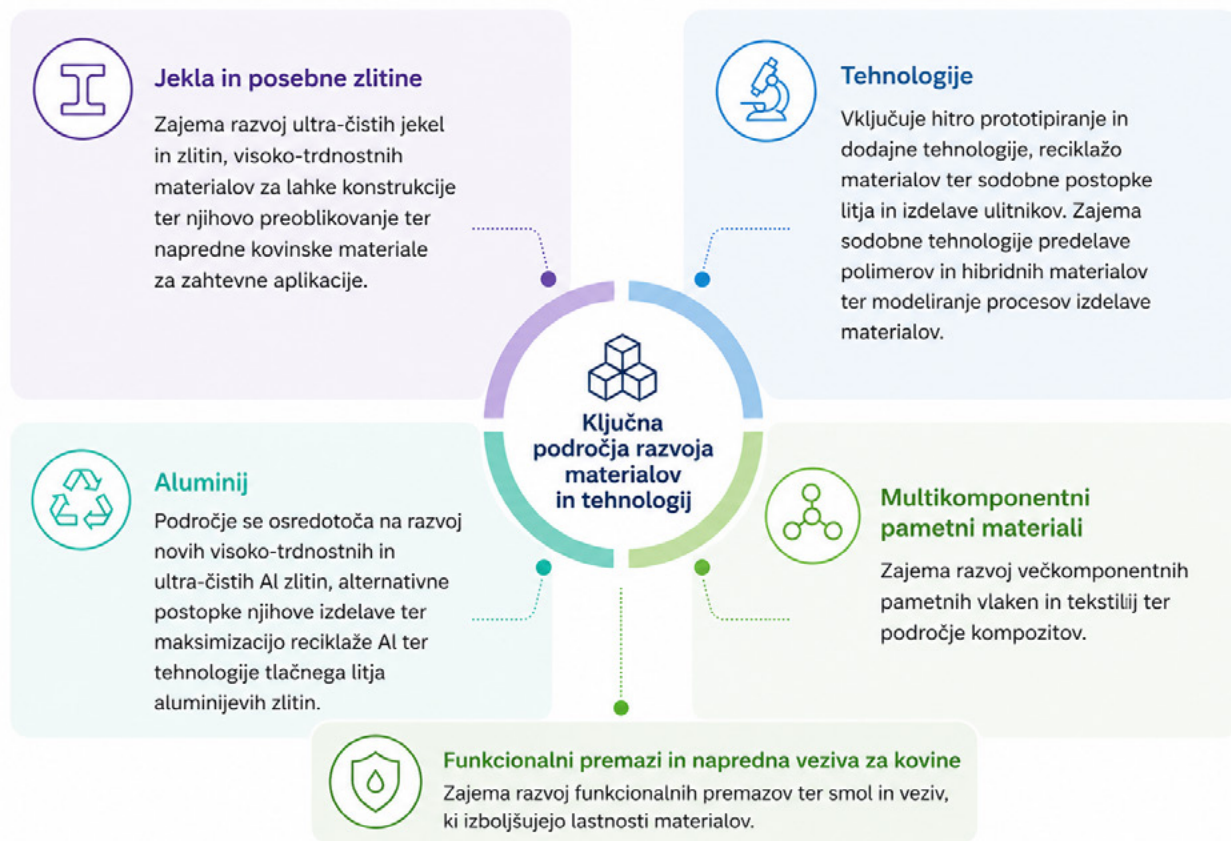 Jekla in posebne zlitine
Zajema razvoj ultra-čistih jekel
in zlitin, visoko-trdnostnih
materialov za lahke konstrukcije
ter njihovo preoblikovanje ter
napredne kovinske materiale
za zahtevne aplikacije.
Tehnologije
Vključuje hitro prototipiranje in
dodajne tehnologije, reciklažo
materialov ter sodobne postopke
litja in izdelave ulitnikov. Zajema
sodobne tehnologije predelave
polimerov in hibridnih materialov
ter modeliranje procesov izdelave
materialov.
Ključna
področja razvoja
materialov
in tehnologij
Aluminij
Področje se osredotoča na razvoj
novih visoko-trdnostnih in
ultra-čistih Al zlitin, alternativne
postopke njihove izdelave ter
maksimizacijo reciklaže Al ter
tehnologije tlačnega litja
aluminijevih zlitin.
Multikomponentni
pametni materiali
Zajema razvoj večkomponentnih
pametnih vlaken in tekstilij ter
področje kompozitov.
Funkcionalni premazi in napredna veziva za kovine
Zajema razvoj funkcionalnih premazov ter smol in veziv,
ki izboljšujejo lastnosti materialov.